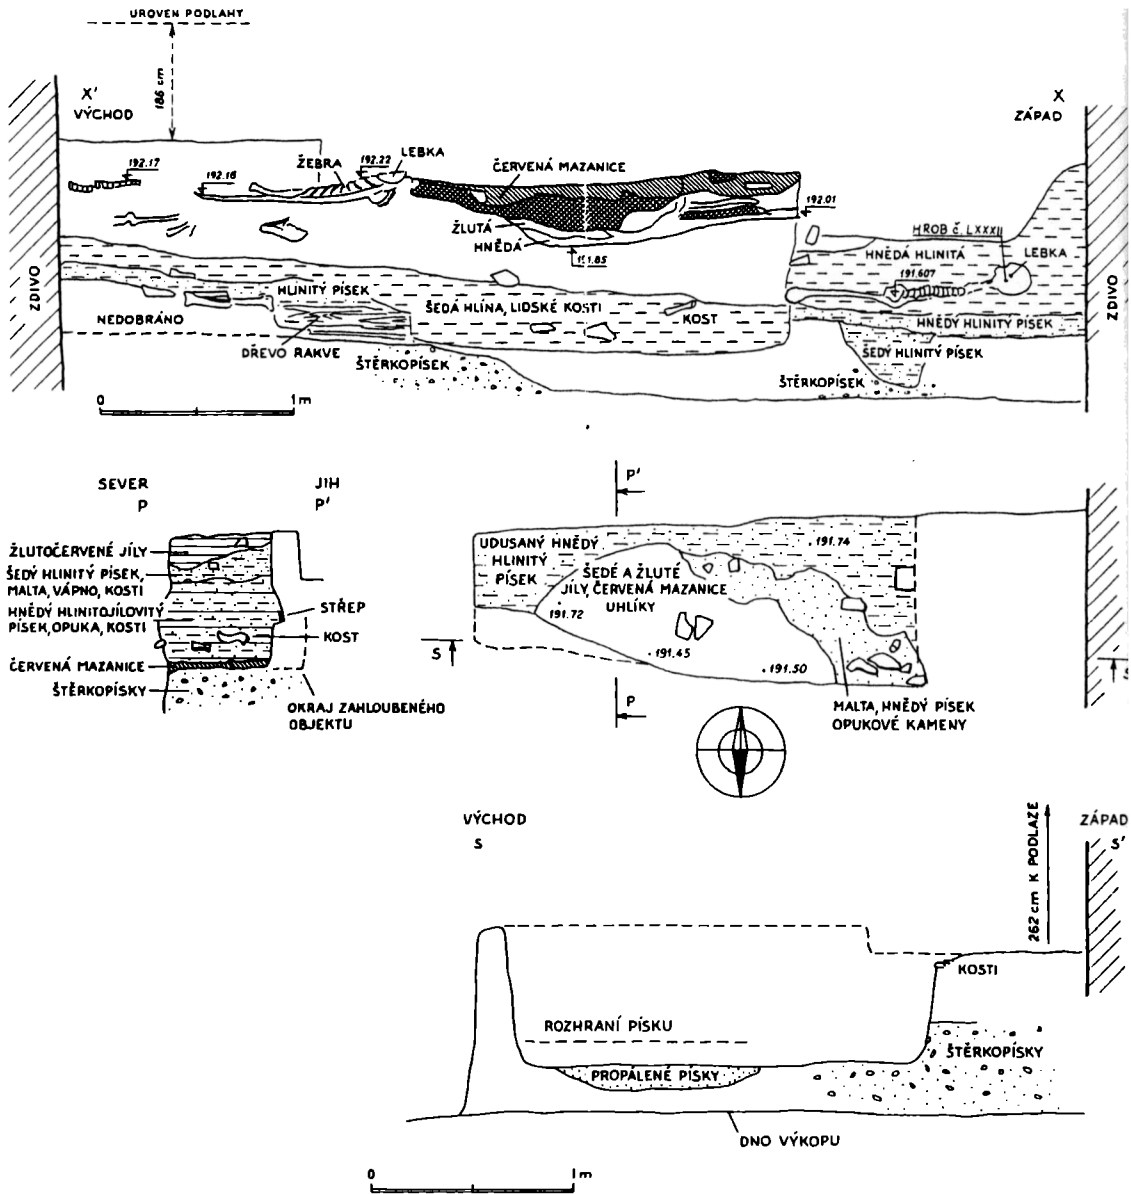 ÚROVEŇ PODLAHY
186 cm
X'
VÝCHOD
X
ZÁPAD
192.17
192.18
ŽEBRA
192.22
LEBKA
ČERVENÁ MAZANICE
192.01
ŽLUTÁ
HNĚDÁ
191.85
HROB č. LXXXII
HNĚDÁ HLINITÁ
LEBKA
191.607
ZDIVO
ZDIVO
HLINITÝ PÍSEK
ŠEDÁ HLÍNA, LIDSKÉ KOSTI
KOST
NEDOBRÁNO
HNĚDÝ HLINITÝ PÍSEK
DŘEVO RAKVE
ŠTĚRKOPÍSEK
ŠEDÝ HLINITÝ PÍSEK
ŠTĚRKOPÍSEK
0 1m
SEVER
P
JIH
P'
ŽLUTOČERVENÉ JÍLY
ŠEDÝ HLINITÝ PÍSEK,
MALTA, VÁPNO, KOSTI
HNĚDÝ HLINITOJÍLOVITÝ
PÍSEK, OPUKA, KOSTI
STŘEP
KOST
ČERVENÁ MAZANICE
ŠTĚRKOPÍSKY
OKRAJ ZAHLOUBENÉHO
OBJEKTU
P'
UDUSANÝ HNĚDÝ
HLINITÝ
PÍSEK
191.74
ŠEDÉ A ŽLUTÉ
JÍLY, ČERVENÁ MAZANICE
UHLÍKY
191.72
S
191.45
191.50
S
P
MALTA, HNĚDÝ PÍSEK
OPUKOVÉ KAMENY
VÝCHOD
S
262 cm K PODLAZE
ZÁPAD
S'
KOSTI
ROZHRANÍ PÍSKU
ŠTĚRKOPÍSKY
PROPÁLENÉ PÍSKY
DNO VÝKOPU
0 1m